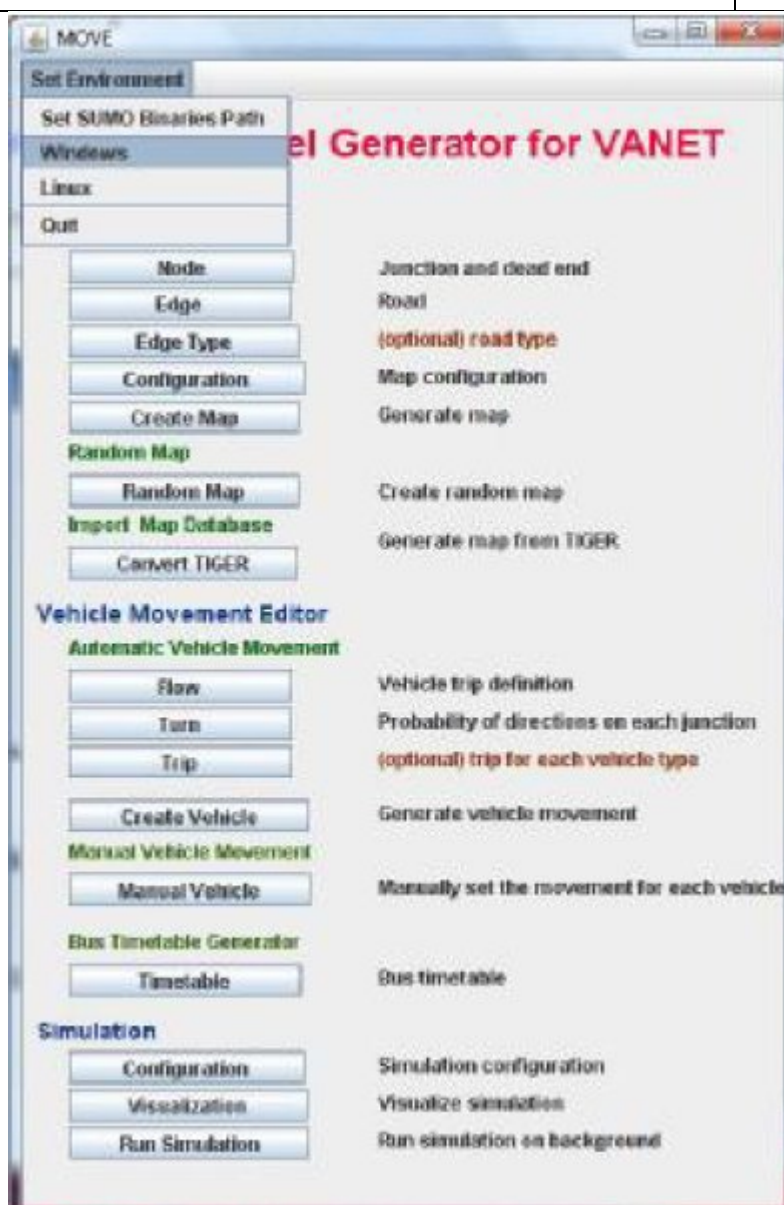 MOVE
Set Environment
Set SUMO Binaries Path
Windows
Linux
Quit
el Generator for VANET
Node Junction and dead end
Edge Road
Edge Type (optional) road type
Configuration Map configuration
Create Map Generate map
Random Map
Random Map Create random map
Import Map Database
Convert TIGER Generate map from TIGER
Vehicle Movement Editor
Automatic Vehicle Movement
Flow Vehicle trip definition
Turn Probability of directions on each junction
Trip (optional) trip for each vehicle type
Create Vehicle Generate vehicle movement
Manual Vehicle Movement
Manual Vehicle Manually set the movement for each vehicle
Bus Timetable Generator
Timetable Bus timetable
Simulation
Configuration Simulation configuration
Visualization Visualize simulation
Run Simulation Run simulation on background